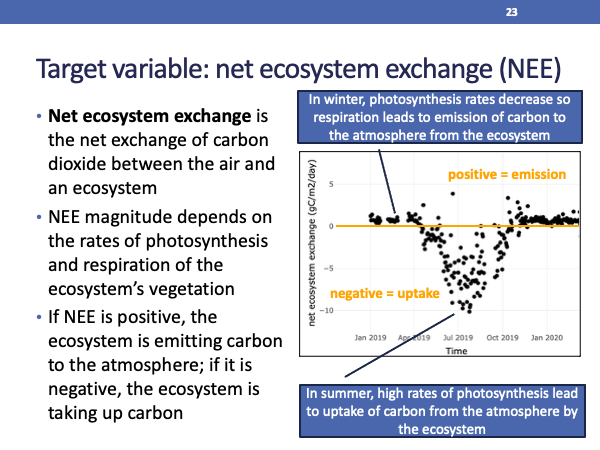 23
Target variable: net ecosystem exchange (NEE)
• Net ecosystem exchange is
the net exchange of carbon
dioxide between the air and
an ecosystem
• NEE magnitude depends on
the rates of photosynthesis
and respiration of the
ecosystem's vegetation
• If NEE is positive, the
ecosystem is emitting carbon
to the atmosphere; if it is
negative, the ecosystem is
taking up carbon
In winter, photosynthesis rates decrease so
respiration leads to emission of carbon to
the atmosphere from the ecosystem
positive = emission
negative = uptake
net ecosystem exchange (gC/m2/day)
5
0
−5
−10
Jan 2019 Apr 2019 Jul 2019 Oct 2019 Jan 2020
Time
In summer, high rates of photosynthesis lead
to uptake of carbon from the atmosphere by
the ecosystem